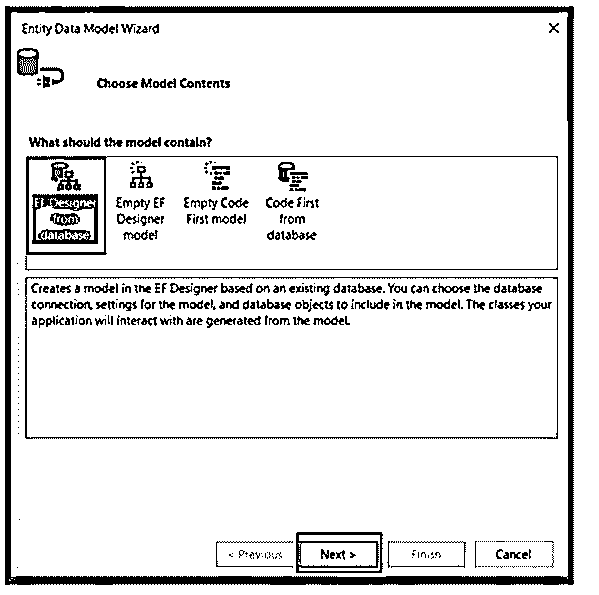 Entity Data Model Wizard
Choose Model Contents
What should the model contain?
EF Designer
from
database
Empty EF
Designer
model
Empty Code
First model
Code First
from
database
Creates a model in the EF Designer based on an existing database. You can choose the database
connection, settings for the model, and database objects to include in the model. The classes your
application will interact with are generated from the model.
< Previous
Next >
Finish
Cancel